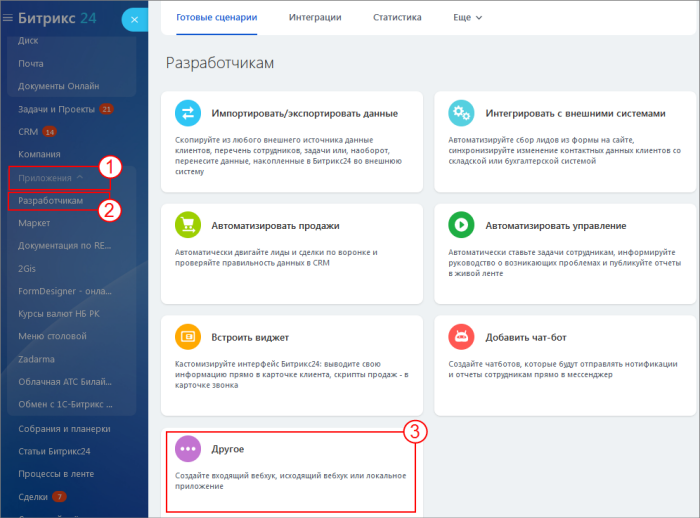 Битрикс 24
Диск
Почта
Документы Онлайн
Задачи и Проекты 21
CRM 14
Компания
Приложения
1
Разработчикам
2
Маркет
Документация по RE...
2Gis
FormDesigner - онла...
Курсы валют НБ РК
Меню столовой
Zadarma
Облачная АТС Билай...
Обмен с 1С-Битрикс ...
Собрания и планерки
Статьи Битрикс24
Процессы в ленте
Сделки 7
Готовые сценарии Интеграции Статистика Еще
Разработчикам
Импортировать/экспортировать данные
Скопируйте из любого внешнего источника данные
клиентов, перечень сотрудников, задачи или, наоборот,
перенесите данные, накопленные в Битрикс24 во внешнюю
систему
Интегрировать с внешними системами
Автоматизируйте сбор лидов из формы на сайте,
синхронизируйте изменение контактных данных клиентов со
складской или бухгалтерской системой
Автоматизировать продажи
Автоматически двигайте лиды и сделки по воронке и
проверяйте правильность данных в CRM
Автоматизировать управление
Автоматически ставьте задачи сотрудникам, информируйте
руководство о возникающих проблемах и публикуйте отчеты
в живой ленте
Встроить виджет
Кастомизируйте интерфейс Битрикс24: выводите свою
информацию прямо в карточке клиента, скрипты продаж - в
карточке звонка
Добавить чат-бот
Создайте чатботов, которые будут отправлять нотификации
и отчеты сотрудникам прямо в мессенджер
3
Другое
Создайте входящий вебхук, исходящий вебхук или локальное
приложение